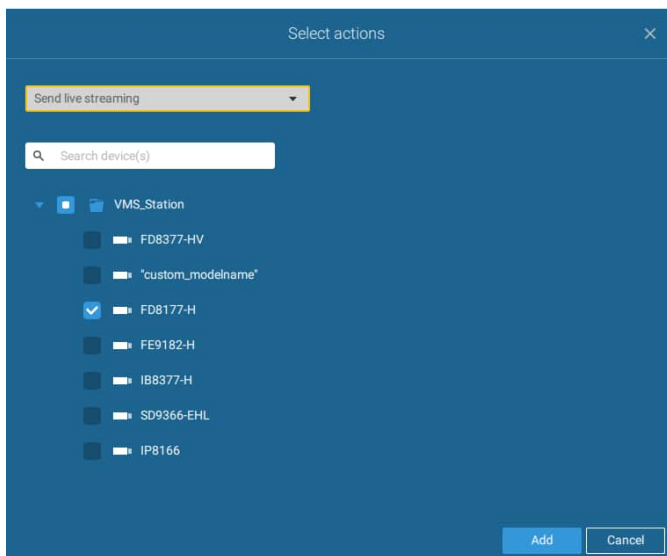 Select actions
Send live streaming
Search device(s)
VMS_Station
FD8377-HV
"custom_modelname"
FD8177-H
FE9182-H
IB8377-H
SD9366-EHL
IP8166
Add Cancel